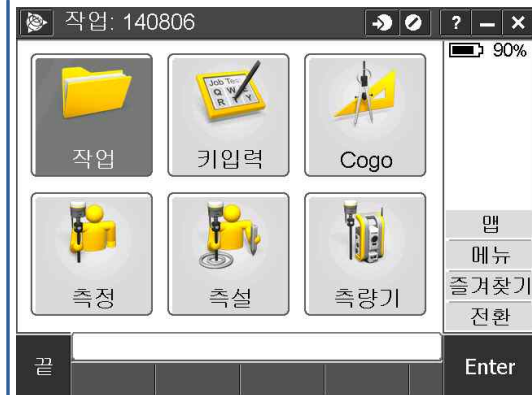 작업: 140806
? – ×
90%
작업
Job Te
Q W
R T Y
키입력
Cogo
측정
측설
측량기
맵
메뉴
즐겨찾기
전환
끝
Enter